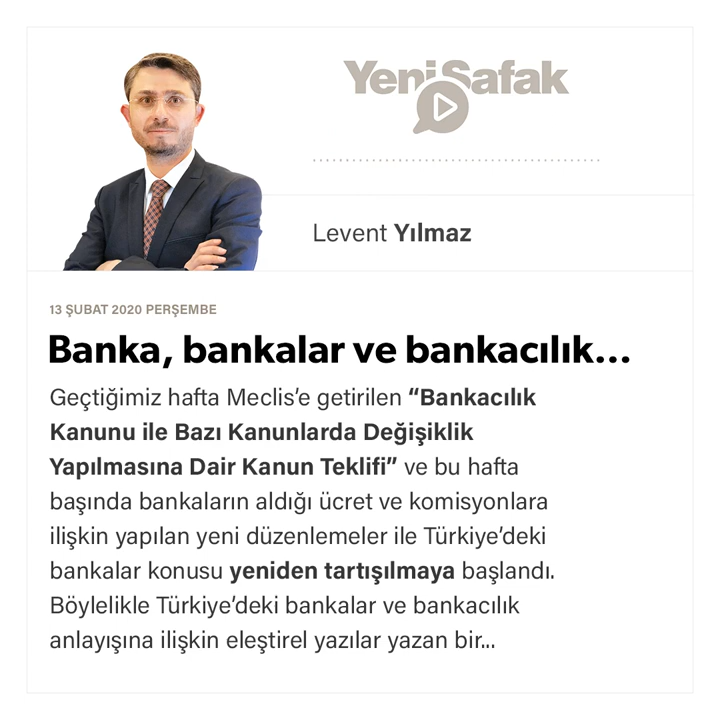 Yeni Şafak
Levent Yılmaz
13 ŞUBAT 2020 PERŞEMBE
Banka, bankalar ve bankacılık...
Geçtiğimiz hafta Meclis’e getirilen “Bankacılık
Kanunu ile Bazı Kanunlarda Değişiklik
Yapılmasına Dair Kanun Teklifi” ve bu hafta
başında bankaların aldığı ücret ve komisyonlara
ilişkin yapılan yeni düzenlemeler ile Türkiye’deki
bankalar konusu yeniden tartışılmaya başlandı.
Böylelikle Türkiye’deki bankalar ve bankacılık
anlayışına ilişkin eleştirel yazılar yazan bir...